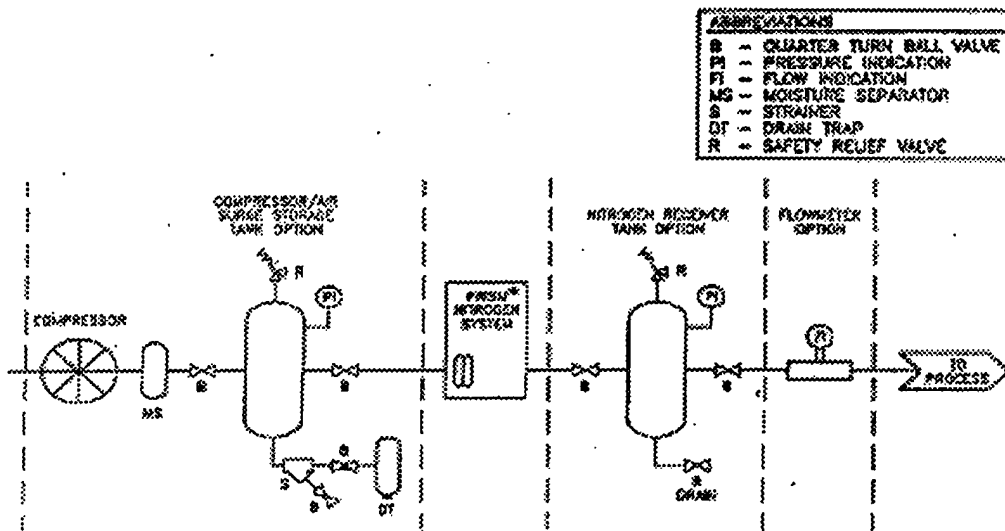 ABBREVIATIONS
B - QUARTER TURN BALL VALVE
PI - PRESSURE INDICATION
FI - FLOW INDICATION
MS - MOISTURE SEPARATOR
S - STRAINER
DT - DRAIN TRAP
R - SAFETY RELIEF VALVE
COMPRESSOR/AIR
SURGE STORAGE
TANK OPTION
NITROGEN RECEIVER
TANK OPTION
FLOWMETER
OPTION
R
R
PI
PI
COMPRESSOR
PRISM*
NITROGEN
SYSTEM
FI
TO
PROCESS
MS
B
B
B
B
S
B
B
DT
B
DRAIN